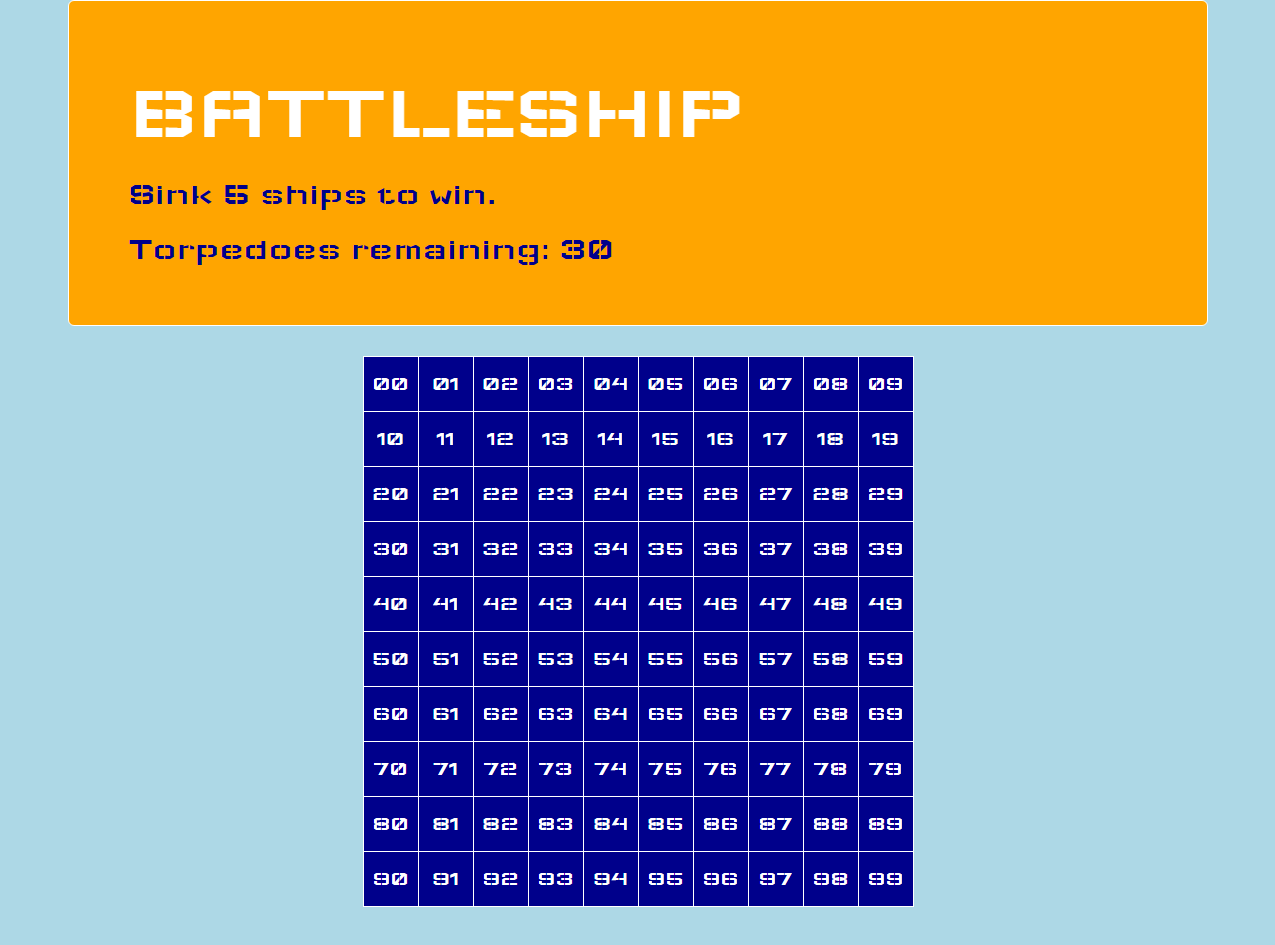 BATTLESHIP
Sink 5 ships to win.
Torpedoes remaining: 30
00 01 02 03 04 05 06 07 08 09
10 11 12 13 14 15 16 17 18 19
20 21 22 23 24 25 26 27 28 29
30 31 32 33 34 35 36 37 38 39
40 41 42 43 44 45 46 47 48 49
50 51 52 53 54 55 56 57 58 59
60 61 62 63 64 65 66 67 68 69
70 71 72 73 74 75 76 77 78 79
80 81 82 83 84 85 86 87 88 89
90 91 92 93 94 95 96 97 98 99